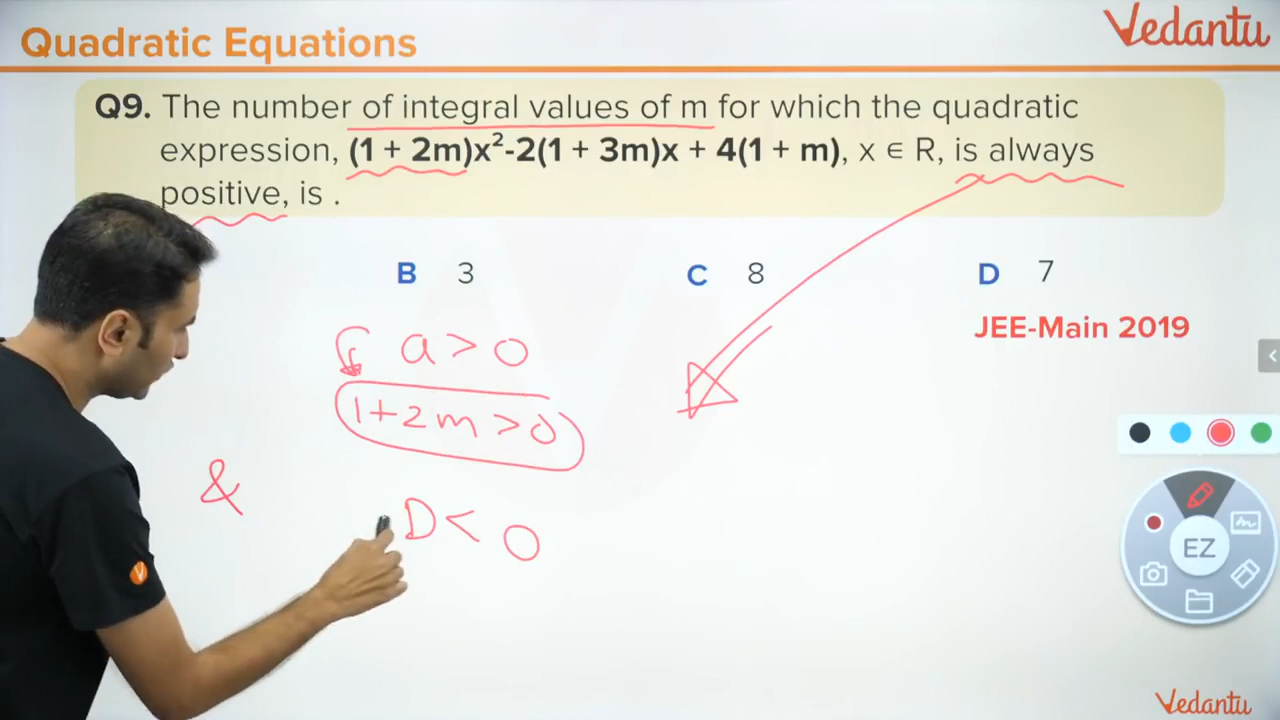 Quadratic Equations
Vedantu
Q9. The number of integral values of m for which the quadratic
expression, (1 + 2m)x²-2(1 + 3m)x + 4(1 + m), x ∈ R, is always
positive, is .
B 3
C 8
D 7
JEE-Main 2019
a > 0
1+2m > 0
&
D < 0
EZ
Vedantu